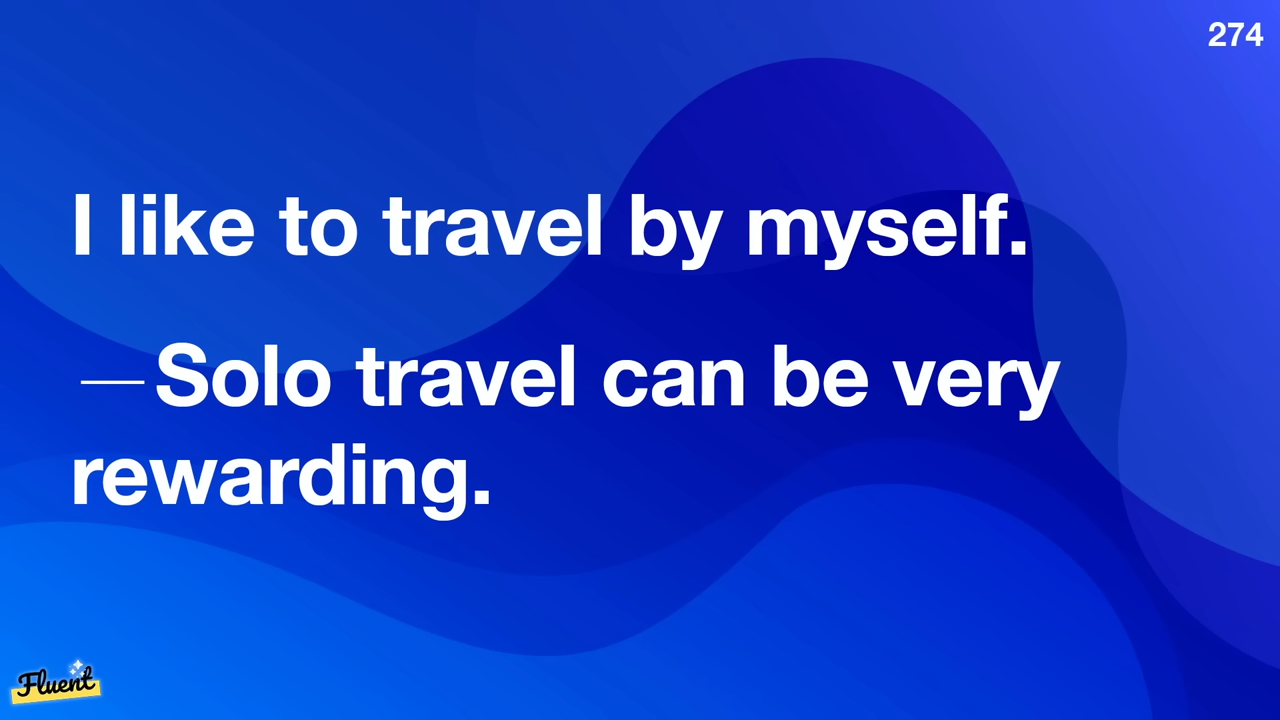 274
I like to travel by myself.
—Solo travel can be very
rewarding.
Fluent